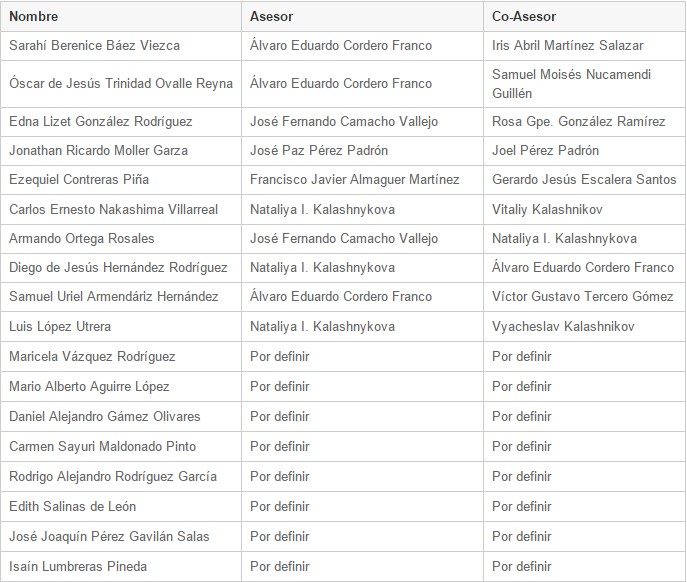 Nombre Asesor Co-Asesor
Sarahí Berenice Báez Viezca Álvaro Eduardo Cordero Franco Iris Abril Martínez Salazar
Óscar de Jesús Trinidad Ovalle Reyna Álvaro Eduardo Cordero Franco Samuel Moisés Nucamendi
Guillén
Edna Lizet González Rodríguez José Fernando Camacho Vallejo Rosa Gpe. González Ramírez
Jonathan Ricardo Moller Garza José Paz Pérez Padrón Joel Pérez Padrón
Ezequiel Contreras Piña Francisco Javier Almaguer Martínez Gerardo Jesús Escalera Santos
Carlos Ernesto Nakashima Villarreal Nataliya I. Kalashnykova Vitaliy Kalashnikov
Armando Ortega Rosales José Fernando Camacho Vallejo Nataliya I. Kalashnykova
Diego de Jesús Hernández Rodríguez Nataliya I. Kalashnykova Álvaro Eduardo Cordero Franco
Samuel Uriel Armendáriz Hernández Álvaro Eduardo Cordero Franco Víctor Gustavo Tercero Gómez
Luis López Utrera Nataliya I. Kalashnykova Vyacheslav Kalashnikov
Maricela Vázquez Rodríguez Por definir Por definir
Mario Alberto Aguirre López Por definir Por definir
Daniel Alejandro Gámez Olivares Por definir Por definir
Carmen Sayuri Maldonado Pinto Por definir Por definir
Rodrigo Alejandro Rodríguez García Por definir Por definir
Edith Salinas de León Por definir Por definir
José Joaquín Pérez Gavilán Salas Por definir Por definir
Isaín Lumbreras Pineda Por definir Por definir